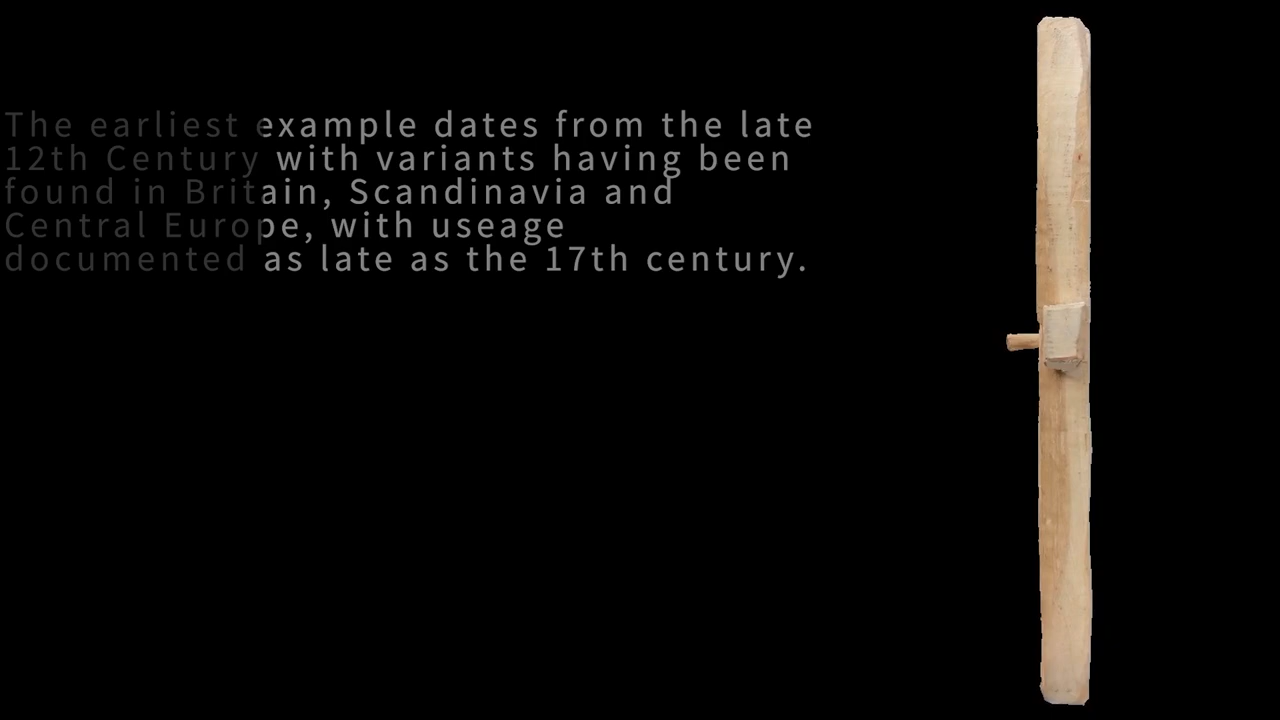 The earliest example dates from the late
12th Century with variants having been
found in Britain, Scandinavia and
Central Europe, with useage
documented as late as the 17th century.